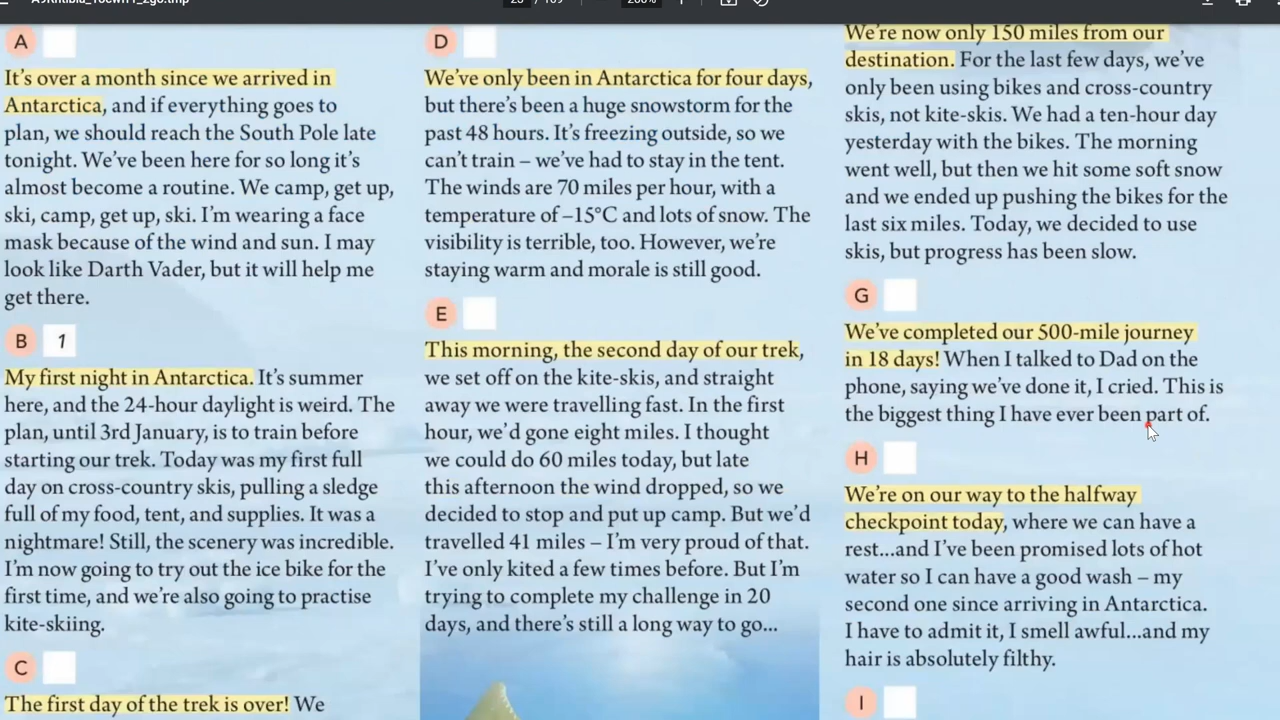 A
It's over a month since we arrived in
Antarctica, and if everything goes to
plan, we should reach the South Pole late
tonight. We've been here for so long it's
almost become a routine. We camp, get up,
ski, camp, get up, ski. I'm wearing a face
mask because of the wind and sun. I may
look like Darth Vader, but it will help me
get there.
B 1
My first night in Antarctica. It's summer
here, and the 24-hour daylight is weird. The
plan, until 3rd January, is to train before
starting our trek. Today was my first full
day on cross-country skis, pulling a sledge
full of my food, tent, and supplies. It was a
nightmare! Still, the scenery was incredible.
I'm now going to try out the ice bike for the
first time, and we're also going to practise
kite-skiing.
C
The first day of the trek is over! We
D
We've only been in Antarctica for four days,
but there's been a huge snowstorm for the
past 48 hours. It's freezing outside, so we
can't train – we've had to stay in the tent.
The winds are 70 miles per hour, with a
temperature of –15°C and lots of snow. The
visibility is terrible, too. However, we're
staying warm and morale is still good.
E
This morning, the second day of our trek,
we set off on the kite-skis, and straight
away we were travelling fast. In the first
hour, we'd gone eight miles. I thought
we could do 60 miles today, but late
this afternoon the wind dropped, so we
decided to stop and put up camp. But we'd
travelled 41 miles – I'm very proud of that.
I've only kited a few times before. But I'm
trying to complete my challenge in 20
days, and there's still a long way to go...
We're now only 150 miles from our
destination. For the last few days, we've
only been using bikes and cross-country
skis, not kite-skis. We had a ten-hour day
yesterday with the bikes. The morning
went well, but then we hit some soft snow
and we ended up pushing the bikes for the
last six miles. Today, we decided to use
skis, but progress has been slow.
G
We've completed our 500-mile journey
in 18 days! When I talked to Dad on the
phone, saying we've done it, I cried. This is
the biggest thing I have ever been part of.
H
We're on our way to the halfway
checkpoint today, where we can have a
rest...and I've been promised lots of hot
water so I can have a good wash – my
second one since arriving in Antarctica.
I have to admit it, I smell awful...and my
hair is absolutely filthy.
I